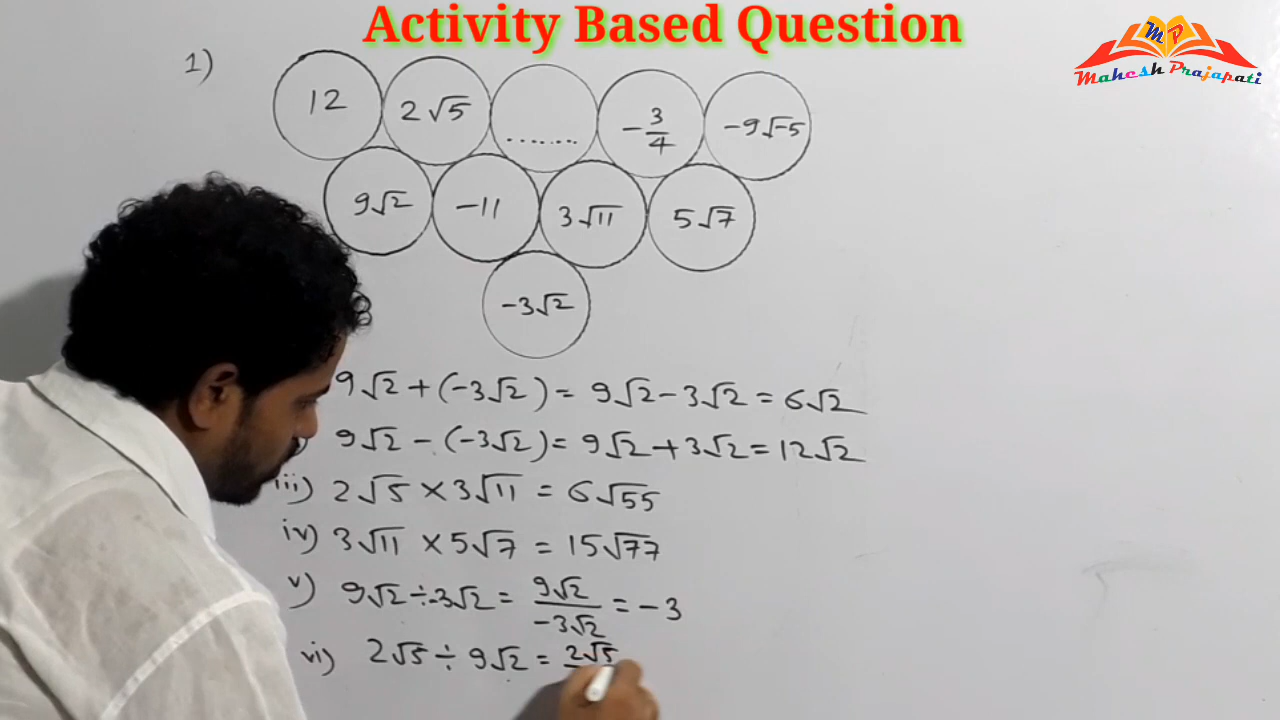 Activity Based Question
MP
Mahesh Prajapati
1)
12 2√5 ....... -3/4 -9√-5
9√2 -11 3√11 5√7
-3√2
9√2 + (-3√2) = 9√2 - 3√2 = 6√2
) 9√2 - (-3√2) = 9√2 + 3√2 = 12√2
iii) 2√5 × 3√11 = 6√55
iv) 3√11 × 5√7 = 15√77
v) 9√2 ÷ -3√2 = 9√2/-3√2 = -3
vi) 2√5 ÷ 9√2 = 2√5